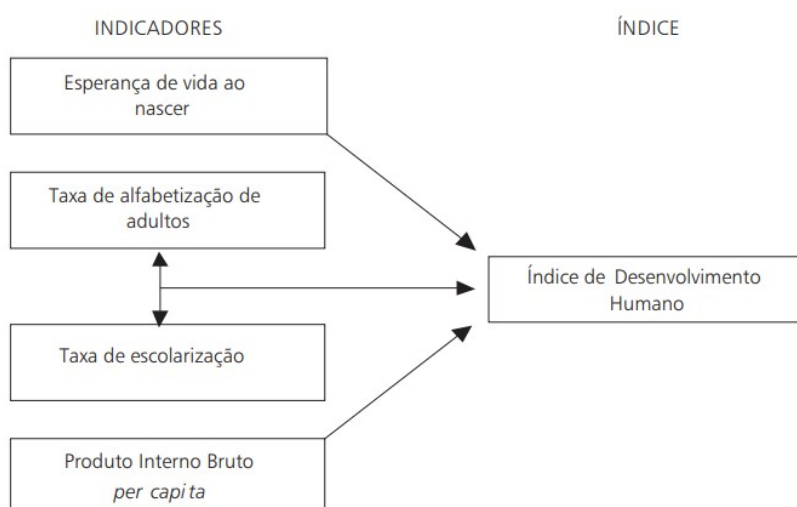 INDICADORES
ÍNDICE
Esperança de vida ao
nascer
Taxa de alfabetização de
adultos
Índice de Desenvolvimento
Humano
Taxa de escolarização
Produto Interno Bruto
per capita